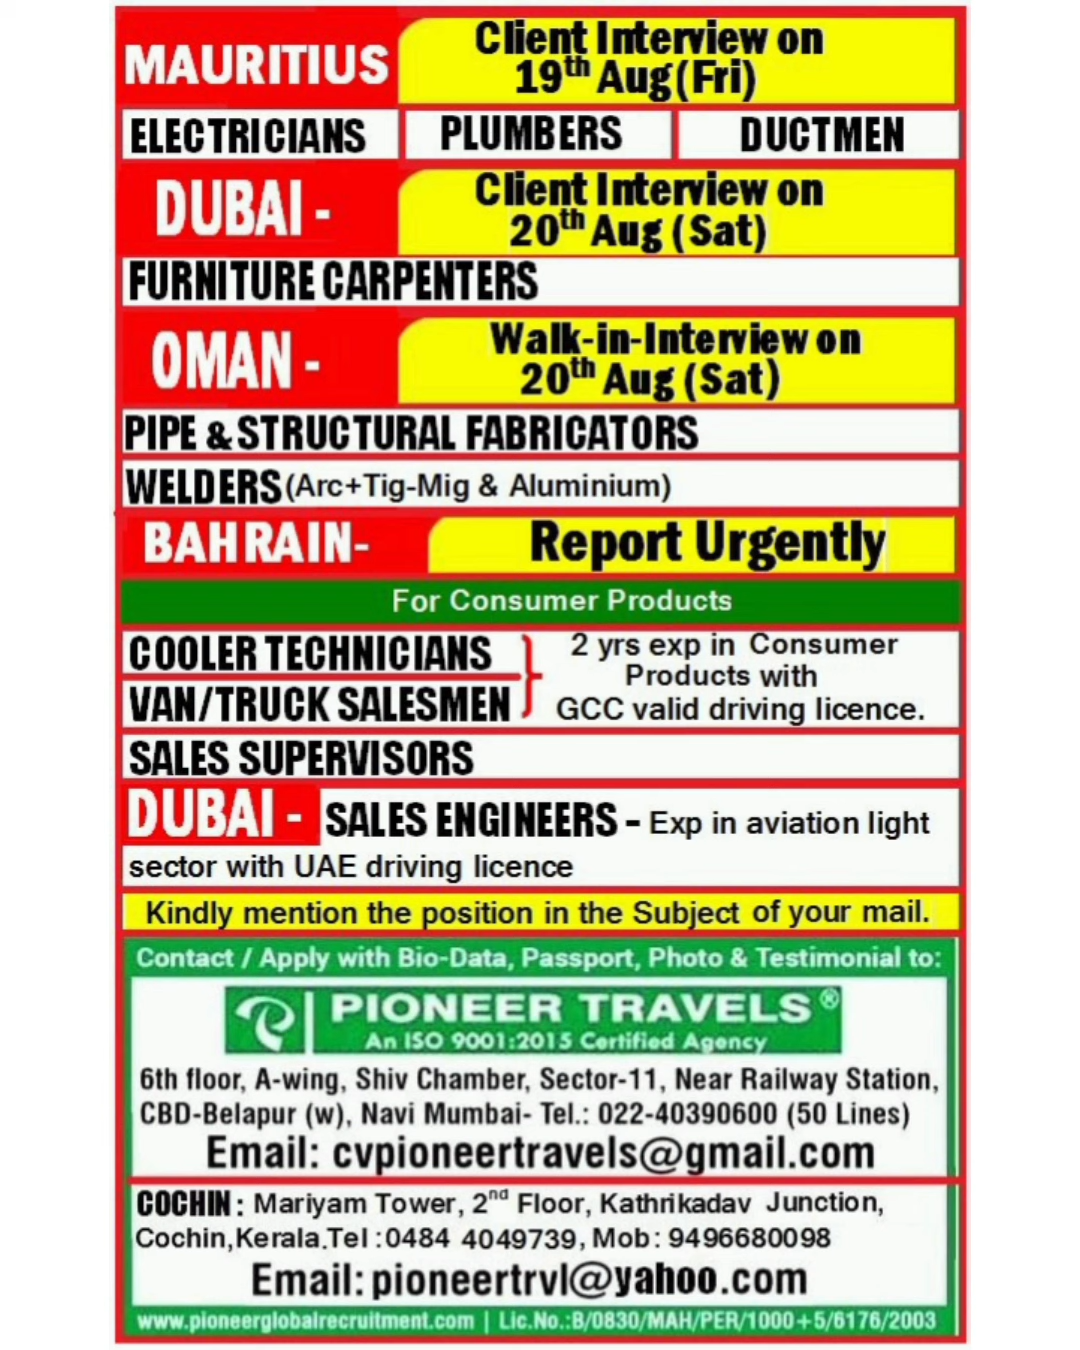 MAURITIUS
Client Interview on
19th Aug (Fri)
ELECTRICIANS
PLUMBERS
DUCTMEN
DUBAI -
Client Interview on
20th Aug (Sat)
FURNITURE CARPENTERS
OMAN -
Walk-in-Interview on
20th Aug (Sat)
PIPE & STRUCTURAL FABRICATORS
WELDERS (Arc+Tig-Mig & Aluminium)
BAHRAIN-
Report Urgently
For Consumer Products
COOLER TECHNICIANS
VAN/TRUCK SALESMEN
2 yrs exp in Consumer
Products with
GCC valid driving licence.
SALES SUPERVISORS
DUBAI - SALES ENGINEERS - Exp in aviation light
sector with UAE driving licence
Kindly mention the position in the Subject of your mail.
Contact / Apply with Bio-Data, Passport, Photo & Testimonial to:
PIONEER TRAVELS ®
An ISO 9001:2015 Certified Agency
6th floor, A-wing, Shiv Chamber, Sector-11, Near Railway Station,
CBD-Belapur (w), Navi Mumbai- Tel.: 022-40390600 (50 Lines)
Email: cvpioneertravels@gmail.com
COCHIN : Mariyam Tower, 2nd Floor, Kathrikadav Junction,
Cochin,Kerala.Tel :0484 4049739, Mob: 9496680098
Email: pioneertrvl@yahoo.com
www.pioneerglobalrecruitment.com | Lic.No.:B/0830/MAH/PER/1000+5/6176/2003